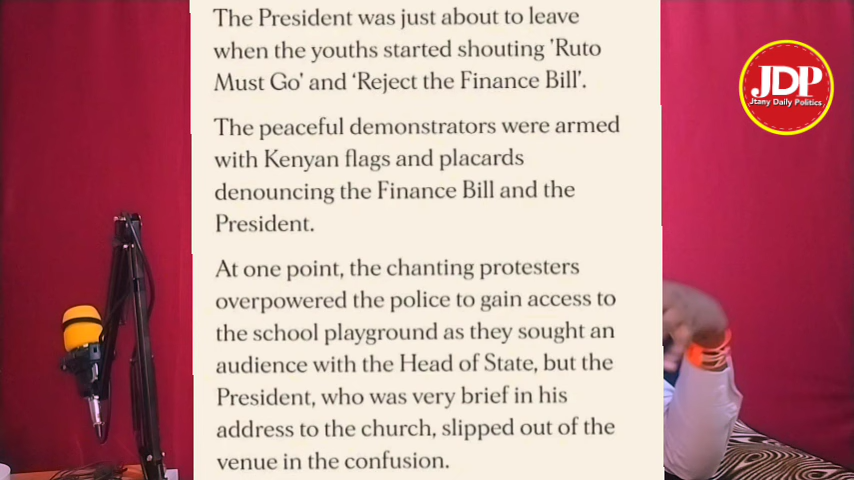 The President was just about to leave
when the youths started shouting 'Ruto
Must Go' and ‘Reject the Finance Bill’.
The peaceful demonstrators were armed
with Kenyan flags and placards
denouncing the Finance Bill and the
President.
At one point, the chanting protesters
overpowered the police to gain access to
the school playground as they sought an
audience with the Head of State, but the
President, who was very brief in his
address to the church, slipped out of the
venue in the confusion.
JDP
Jtany Daily Politics